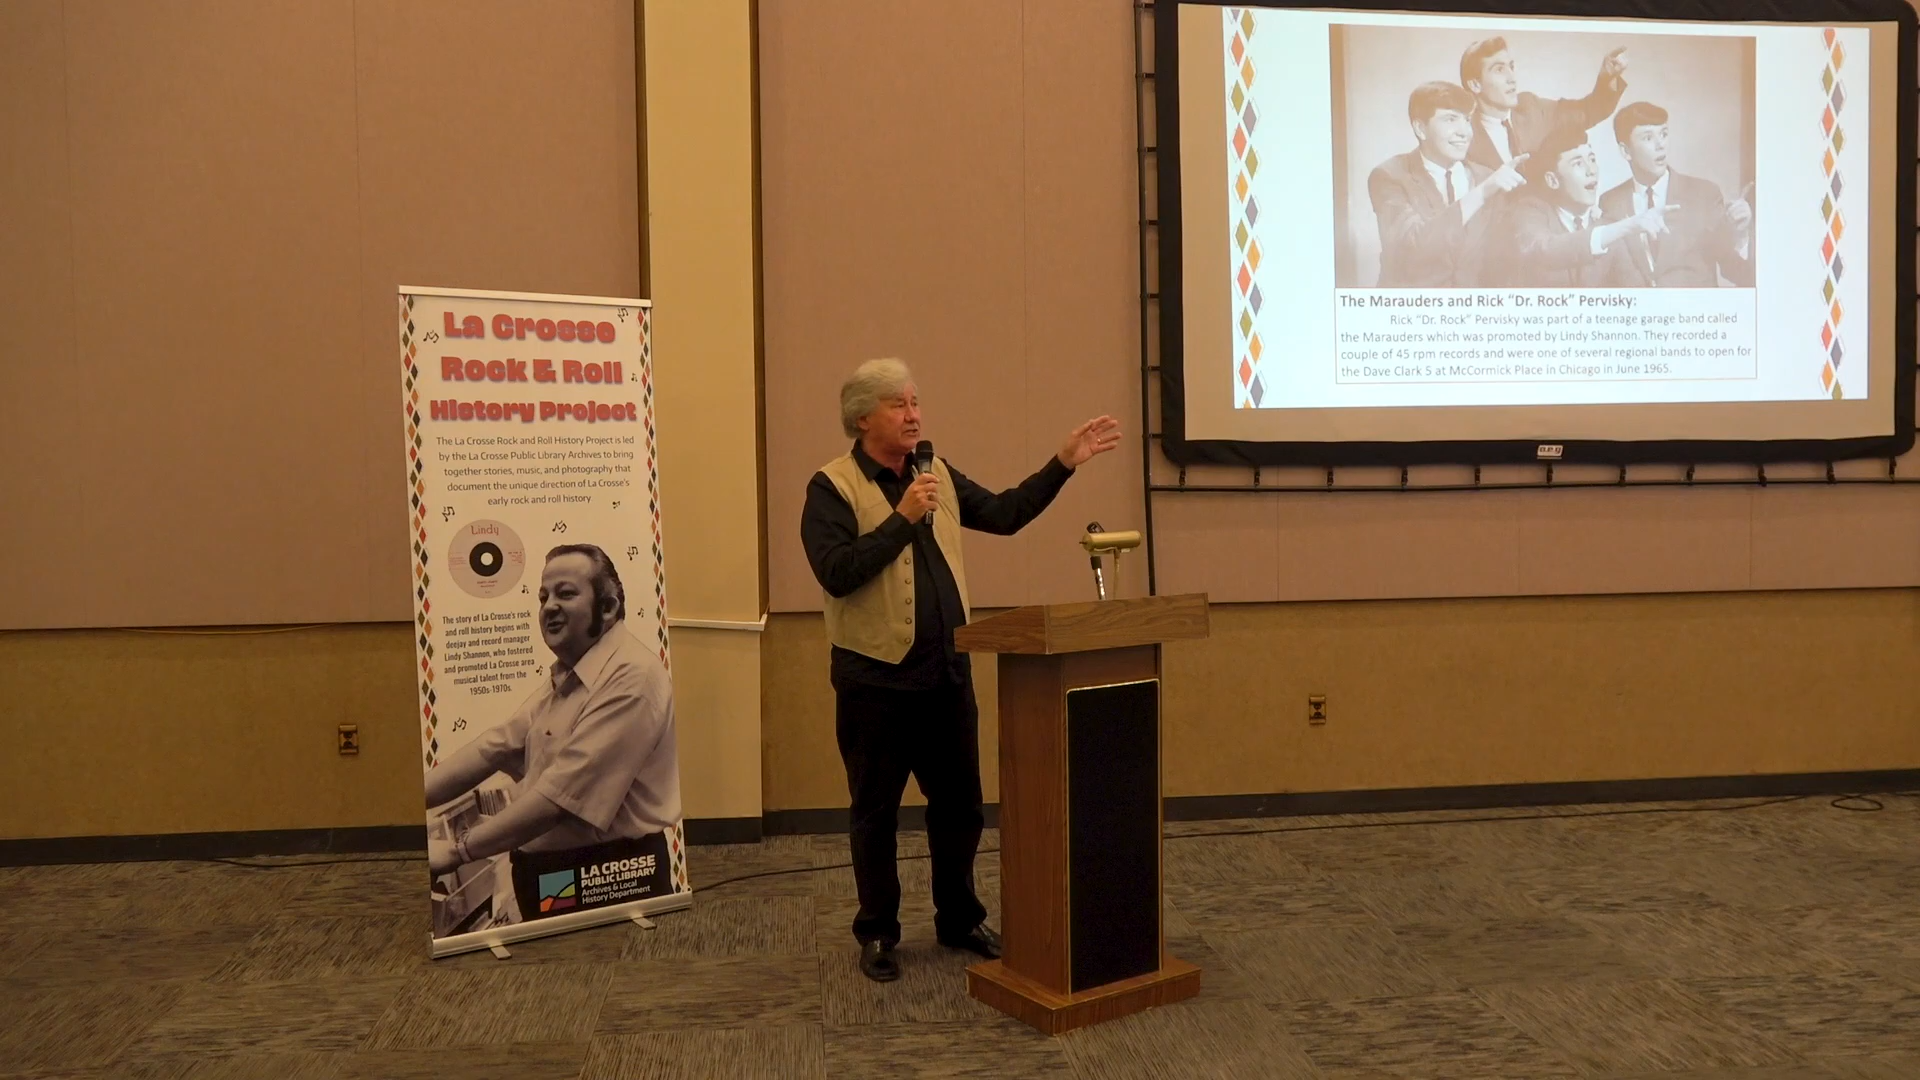 La Crosse
Rock & Roll
History Project
The La Crosse Rock and Roll History Project is led
by the La Crosse Public Library Archives to bring
together stories, music, and photography that
document the unique direction of La Crosse's
early rock and roll history
Lindy
The story of La Crosse's rock
and roll history begins with
deejay and record manager
Lindy Shannon, who fostered
and promoted La Crosse area
musical talent from the
1950s-1970s.
LA CROSSE
PUBLIC LIBRARY
Archives & Local
History Department
The Marauders and Rick "Dr. Rock" Pervisky:
Rick "Dr. Rock" Pervisky was part of a teenage garage band called
the Marauders which was promoted by Lindy Shannon. They recorded a
couple of 45 rpm records and were one of several regional bands to open for
the Dave Clark 5 at McCormick Place in Chicago in June 1965.